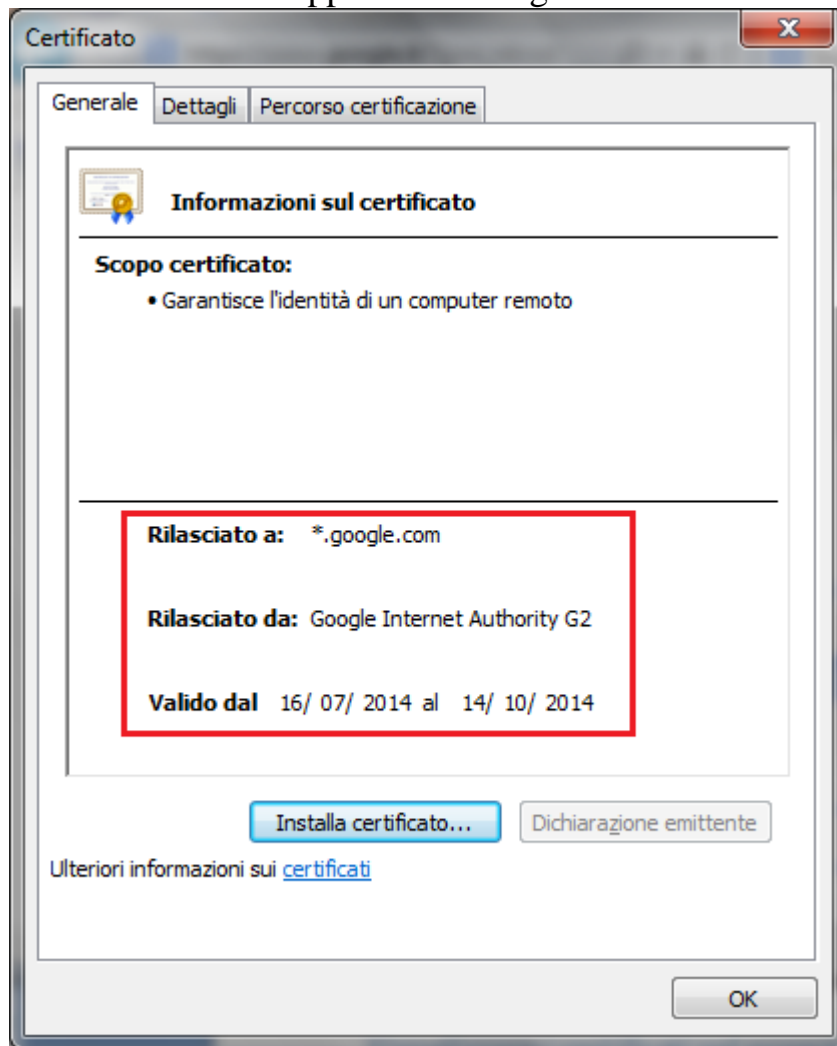 Certificato
Generale Dettagli Percorso certificazione
Informazioni sul certificato
Scopo certificato:
• Garantisce l'identità di un computer remoto
Rilasciato a: *.google.com
Rilasciato da: Google Internet Authority G2
Valido dal 16/ 07/ 2014 al 14/ 10/ 2014
Installa certificato... Dichiarazione emittente
Ulteriori informazioni sui certificati
OK